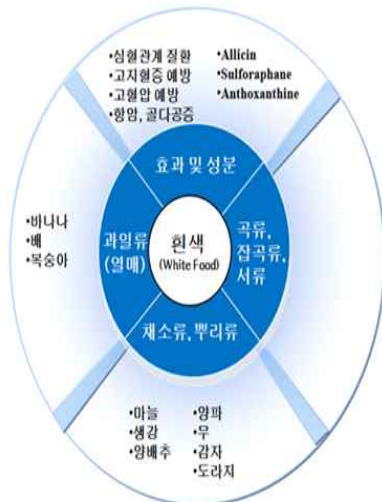 •심혈관계 질환
•고지혈증 예방
•고혈압 예방
•항암, 골다공증
•Allicin
•Sulforaphane
•Anthoxanthine
효과 및 성분
•바나나
•배
•복숭아
과일류
(열매)
흰색
(White Food)
곡류,
잡곡류,
서류
채소류, 뿌리류
•마늘
•생강
•양배추
•양파
•무
•감자
•도라지